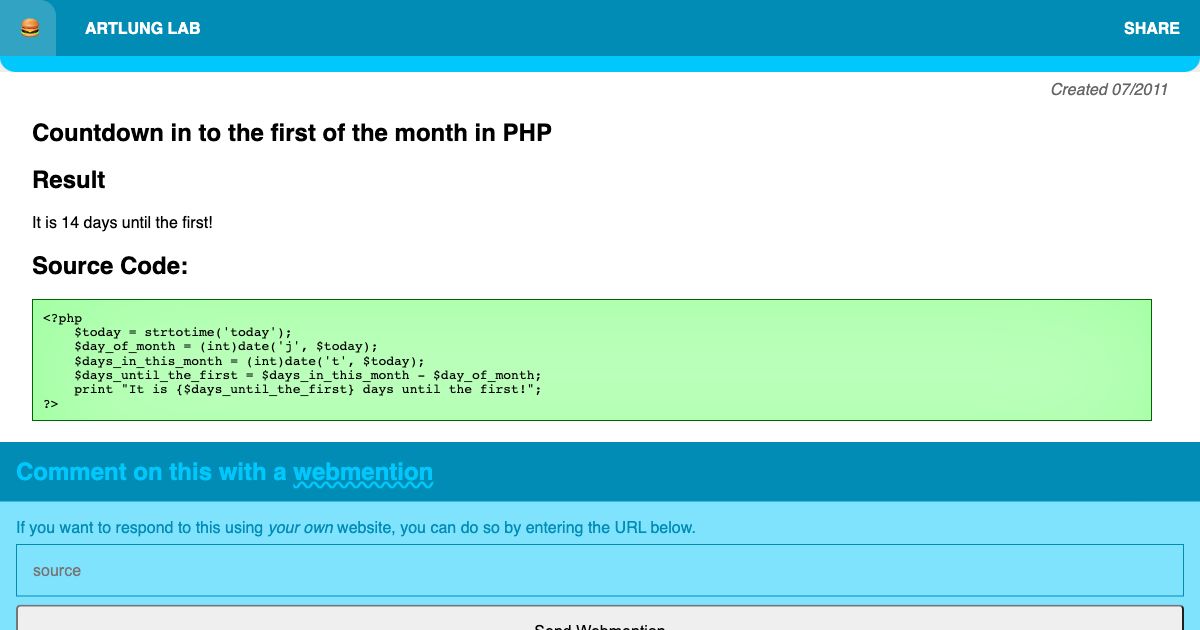 ARTLUNG LAB
SHARE
Created 07/2011
Countdown in to the first of the month in PHP
Result
It is 14 days until the first!
Source Code:
<?php
    $today = strtotime('today');
    $day_of_month = (int)date('j', $today);
    $days_in_this_month = (int)date('t', $today);
    $days_until_the_first = $days_in_this_month - $day_of_month;
    print "It is {$days_until_the_first} days until the first!";
?>
Comment on this with a webmention
If you want to respond to this using your own website, you can do so by entering the URL below.
source
Send Webmention